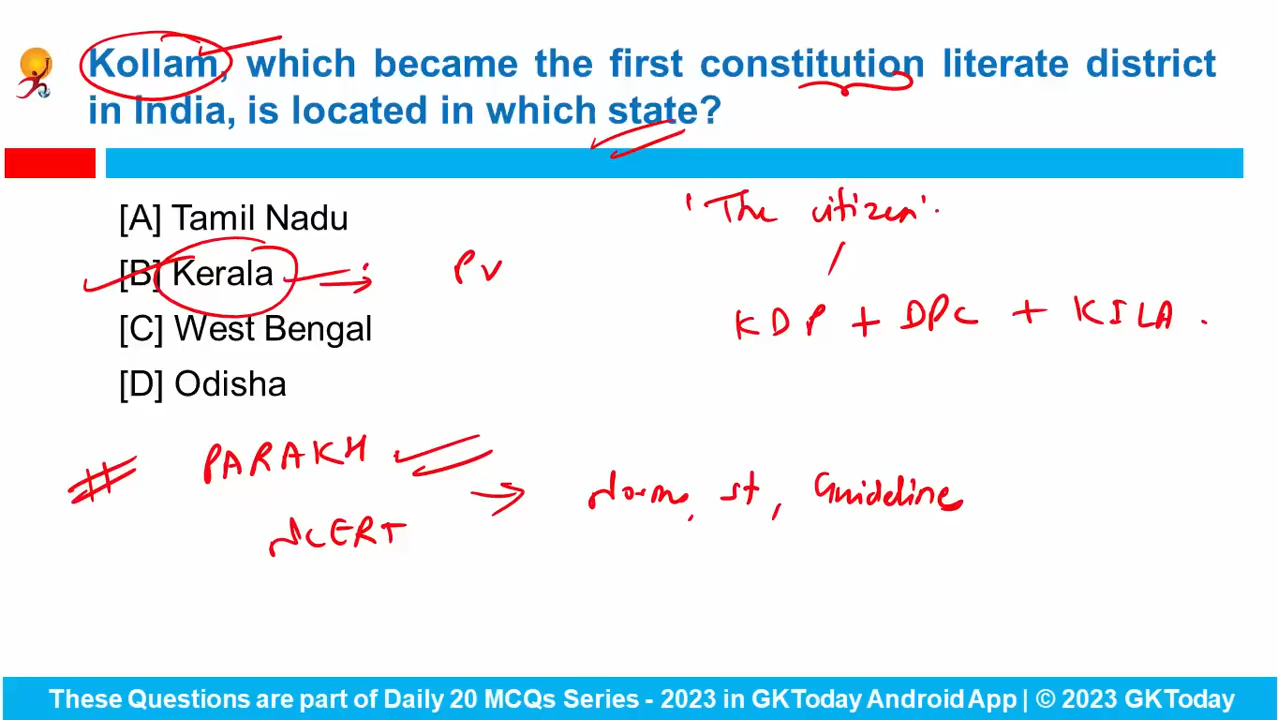 Kollam, which became the first constitution literate district
in India, is located in which state?
[A] Tamil Nadu
'The citizen'.
[B] Kerala
PV
KDP + DPC + KILA.
[C] West Bengal
[D] Odisha
PARAKH
Norms, st, Guideline
NCERT
These Questions are part of Daily 20 MCQs Series - 2023 in GKToday Android App | © 2023 GKToday